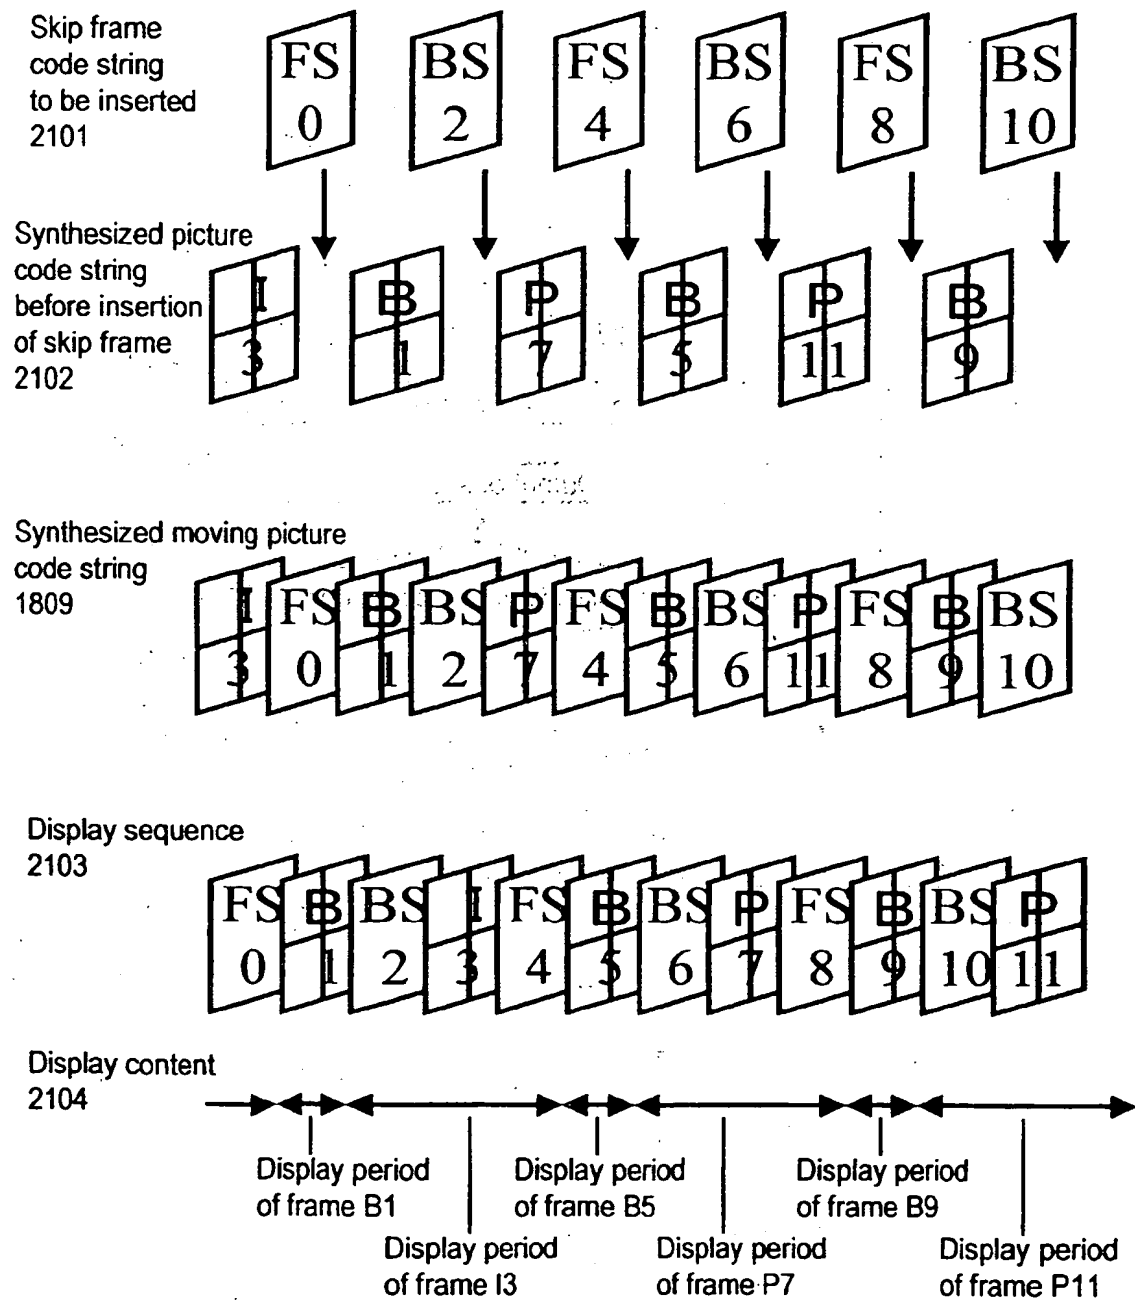 Skip frame
code string
to be inserted
2101
FS BS FS BS FS BS
0 2 4 6 8 10
Synthesized picture
code string
before insertion
of skip frame
2102
I B P B P B
3 1 7 5 11 9
Synthesized moving picture
code string
1809
I FS B BS P FS B BS P FS B BS
3 0 1 2 7 4 5 6 11 8 9 10
Display sequence
2103
FS B BS I FS B BS P FS B BS P
0 1 2 3 4 5 6 7 8 9 10 11
Display content
2104
Display period
of frame B1
Display period
of frame B5
Display period
of frame B9
Display period
of frame I3
Display period
of frame P7
Display period
of frame P11